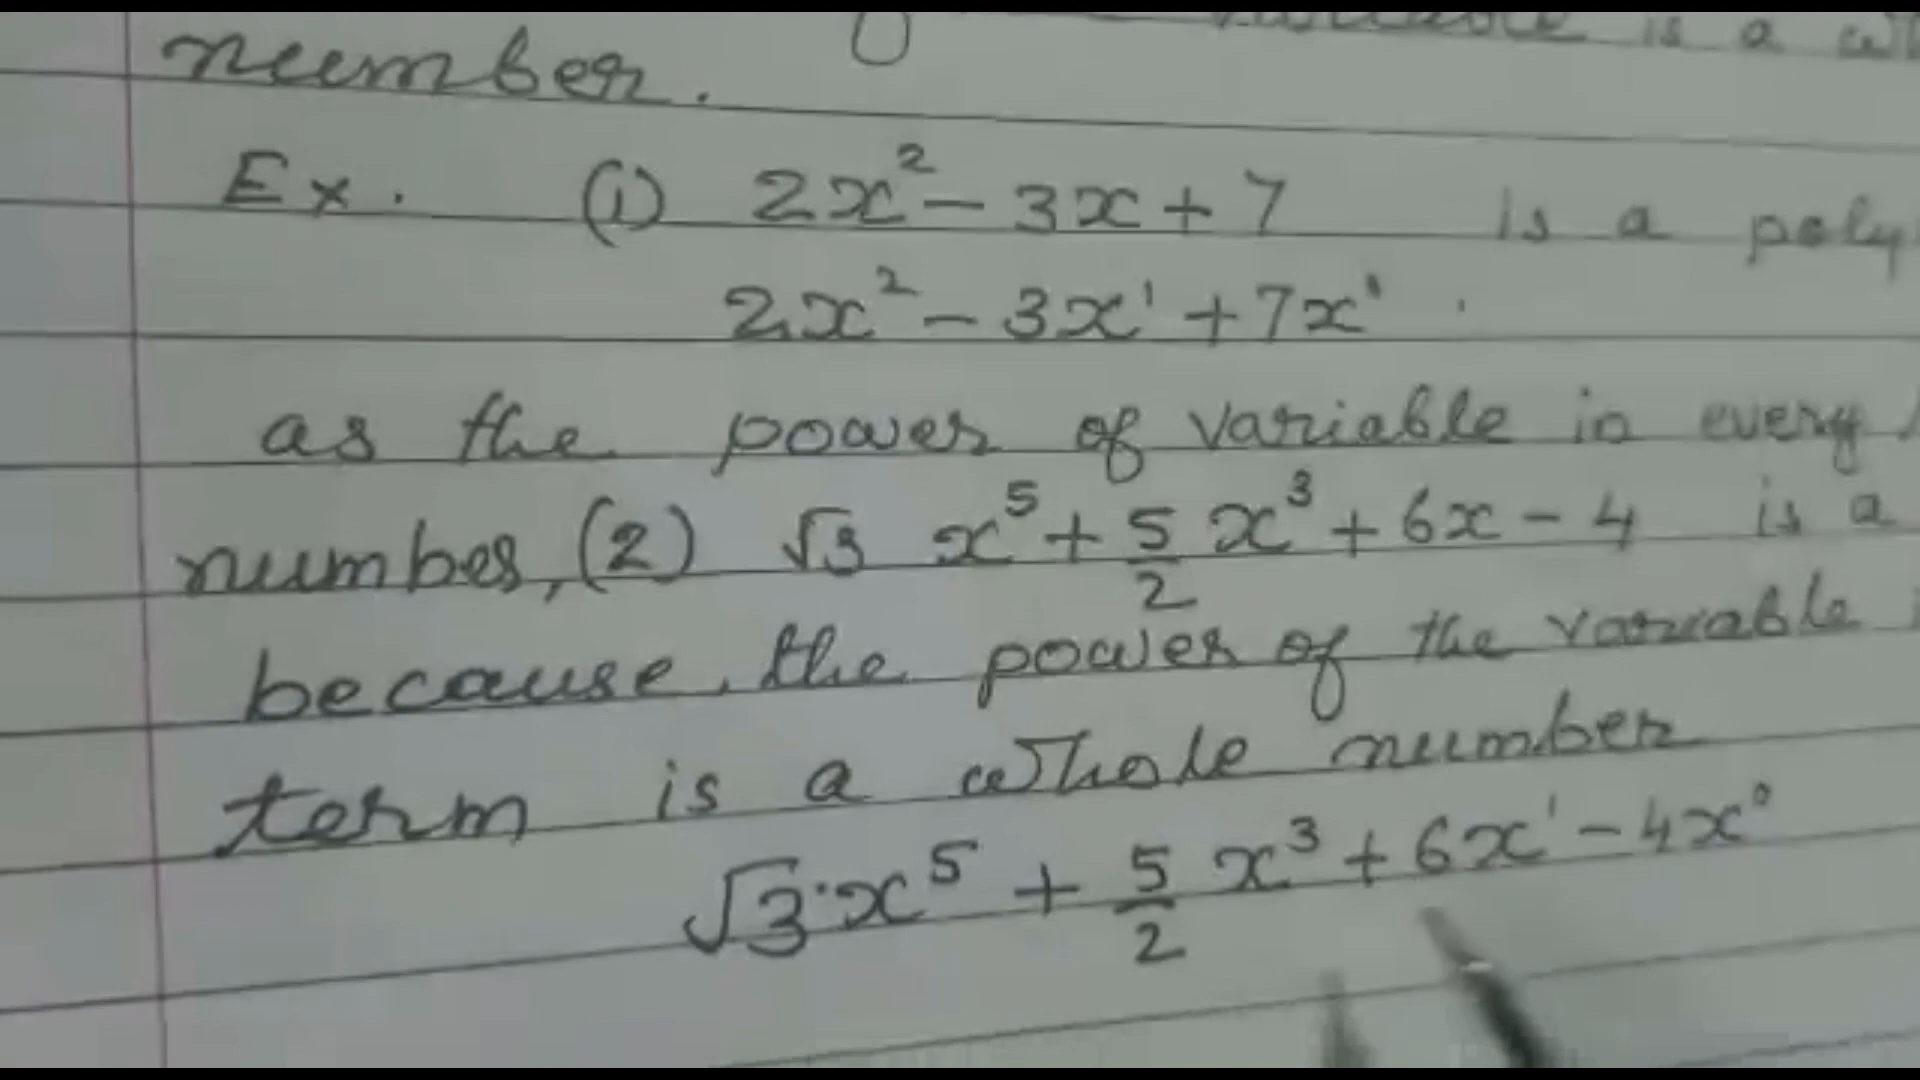 is a
number.
Ex. (1) 2x² - 3x + 7 is a poly
2x² - 3x¹ + 7x⁰
as the power of variable in every
number, (2) √3 x⁵ + 5/2 x³ + 6x - 4 is a
because, the power of the variable
term is a whole number
√3·x⁵ + 5/2 x³ + 6x¹ - 4x⁰